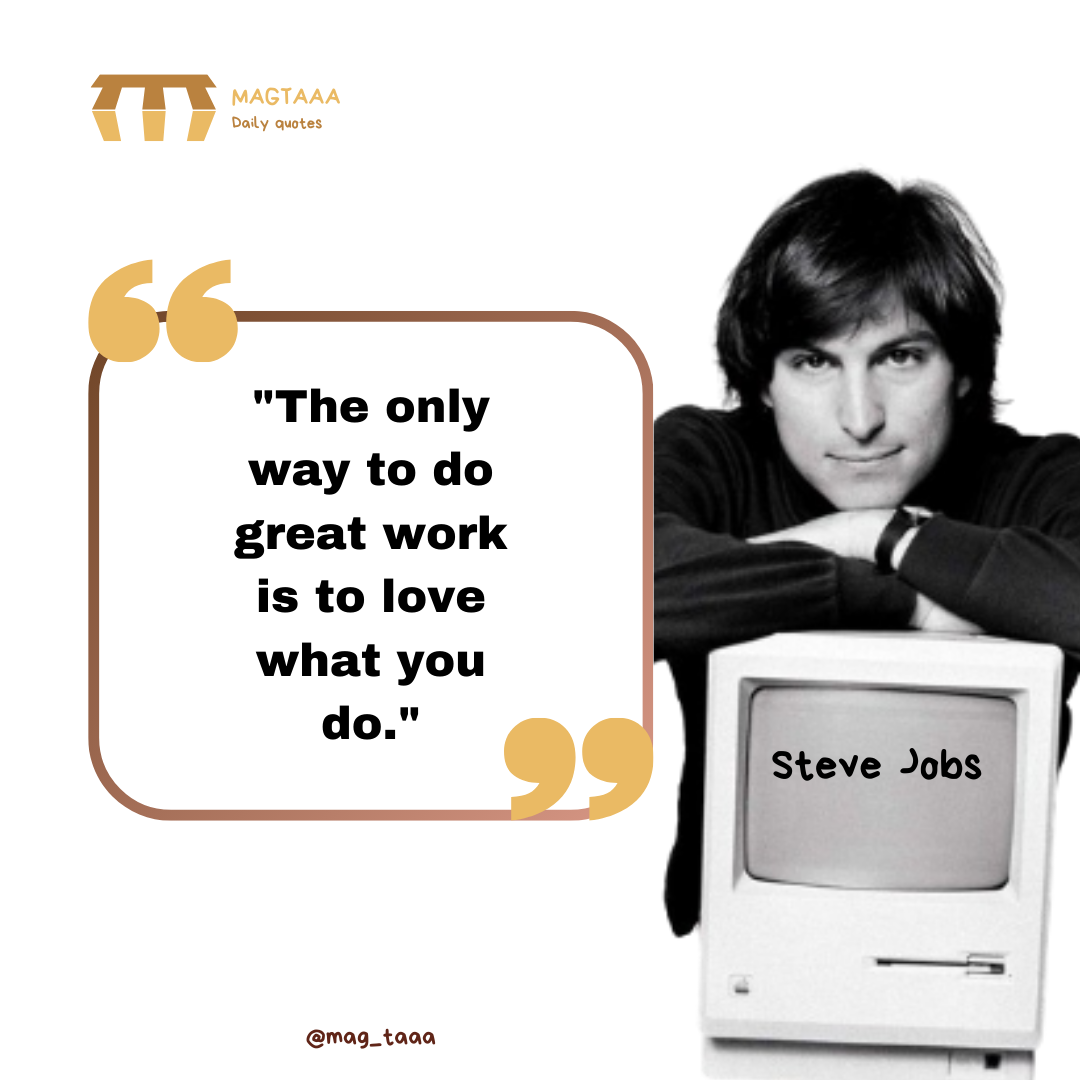 MAGTAAA
Daily quotes
"The only
way to do
great work
is to love
what you
do."
Steve Jobs
@mag_taaa